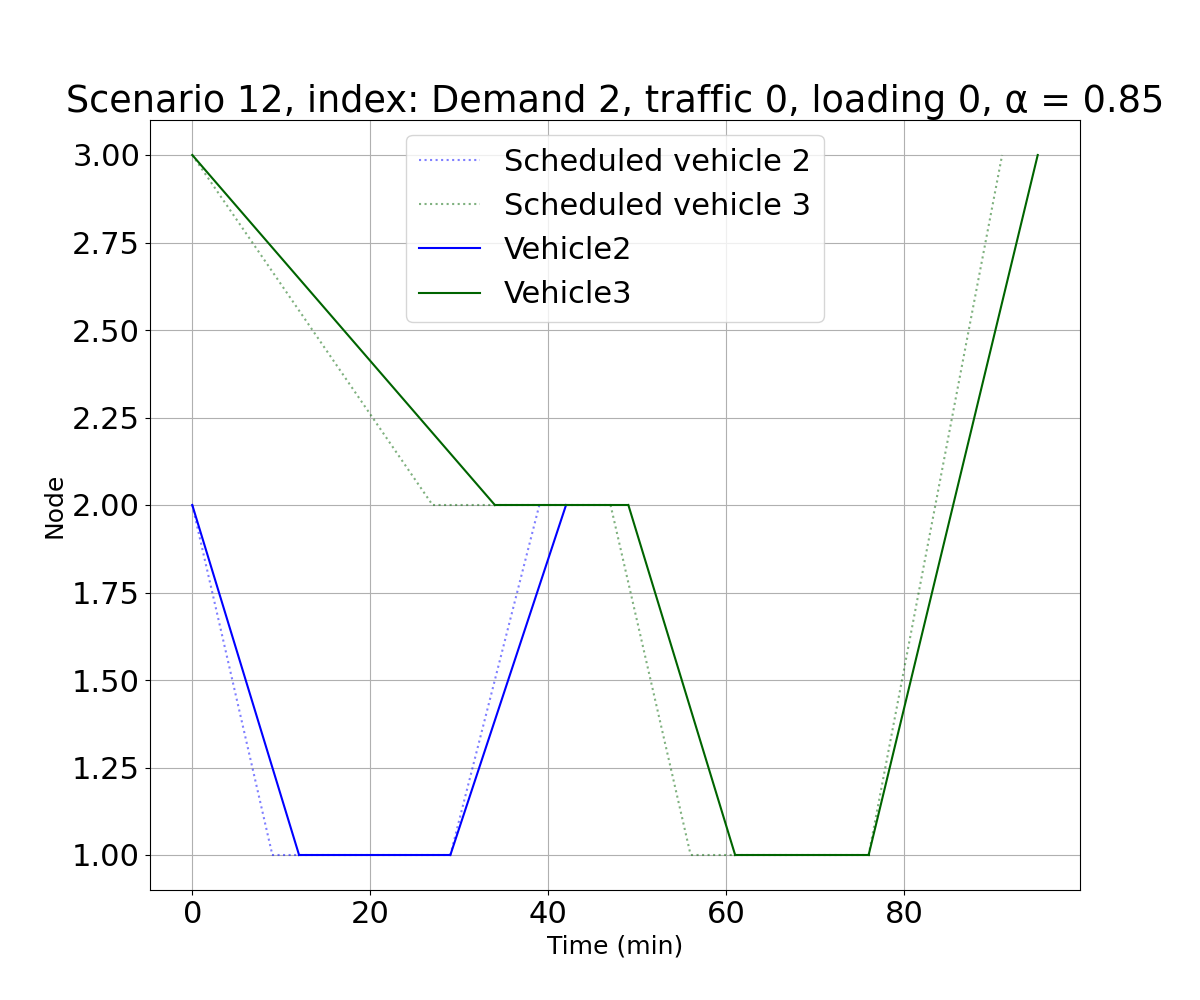 Scenario 12, index: Demand 2, traffic 0, loading 0, α = 0.85
Scheduled vehicle 2
Scheduled vehicle 3
Vehicle2
Vehicle3
3.00
2.75
2.50
2.25
2.00
1.75
1.50
1.25
1.00
Node
0 20 40 60 80
Time (min)